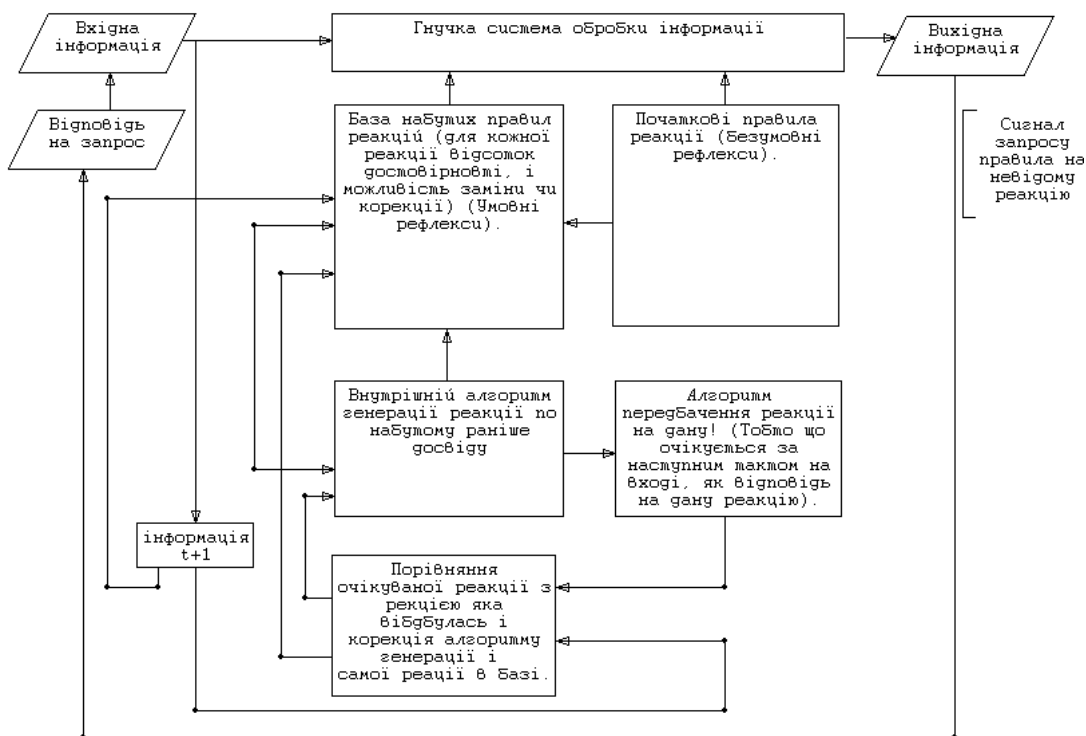 Вхідна
інформація
Гнучка система обробки інформації
Вихідна
інформація
Відповідь
на запрос
База набутих правил
реакцій (для кожної
реакції відсоток
достовірновті, і
можливість заміни чи
корекції) (Умовні
рефлекси).
Початкові правила
реакції (безумовні
рефлекси).
Сигнал
запросу
правила на
невідому
реакцію
Внутрішній алгоритм
генерації реакції по
набутому раніше
досвіду
Алгоритм
передбачення реакції
на дану! (Тобто що
очікується за
наступним тактом на
вході, як відповідь
на дану реакцію).
інформація
t+1
Порівняння
очікуваної реакції з
рекцією яка
вібдбулась і
корекція алгоритму
генерації і
самої реації в базі.